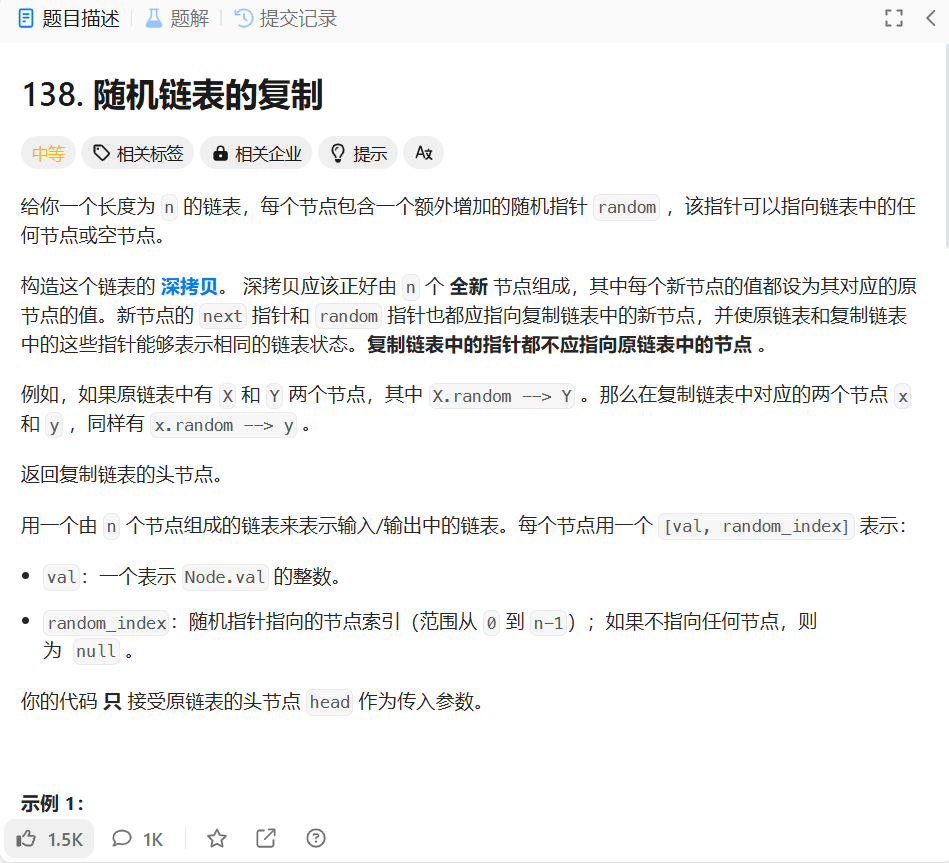 题目描述 题解 提交记录
138. 随机链表的复制
中等 相关标签 相关企业 提示 Aʐ
给你一个长度为 n 的链表，每个节点包含一个额外增加的随机指针 random ，该指针可以指向链表中的任
何节点或空节点。
构造这个链表的 深拷贝。 深拷贝应该正好由 n 个 全新 节点组成，其中每个新节点的值都设为其对应的原
节点的值。新节点的 next 指针和 random 指针也都应指向复制链表中的新节点，并使原链表和复制链表
中的这些指针能够表示相同的链表状态。复制链表中的指针都不应指向原链表中的节点 。
例如，如果原链表中有 X 和 Y 两个节点，其中 X.random --> Y 。那么在复制链表中对应的两个节点 x
和 y ，同样有 x.random --> y 。
返回复制链表的头节点。
用一个由 n 个节点组成的链表来表示输入/输出中的链表。每个节点用一个 [val, random_index] 表示：
• val：一个表示 Node.val 的整数。
• random_index：随机指针指向的节点索引（范围从 0 到 n-1）；如果不指向任何节点，则
为 null 。
你的代码 只 接受原链表的头节点 head 作为传入参数。
示例 1：
1.5K 1K